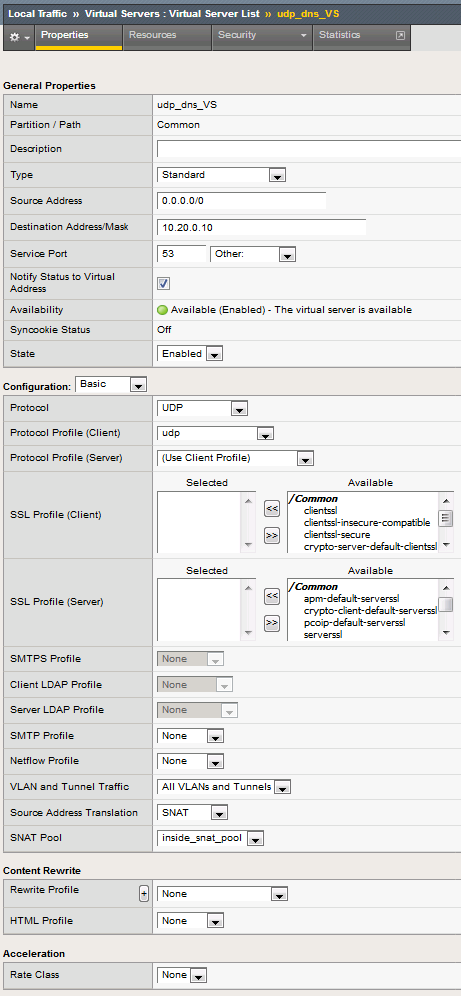 Local Traffic » Virtual Servers : Virtual Server List » udp_dns_VS
Properties Resources Security Statistics
General Properties
Name udp_dns_VS
Partition / Path Common
Description
Type Standard
Source Address 0.0.0.0/0
Destination Address/Mask 10.20.0.10
Service Port 53 Other:
Notify Status to Virtual
Address
Availability Available (Enabled) - The virtual server is available
Syncookie Status Off
State Enabled
Configuration: Basic
Protocol UDP
Protocol Profile (Client) udp
Protocol Profile (Server) (Use Client Profile)
Selected Available
SSL Profile (Client) << >>
/Common
clientssl
clientssl-insecure-compatible
clientssl-secure
crypto-server-default-clientssl
Selected Available
SSL Profile (Server) << >>
/Common
apm-default-serverssl
crypto-client-default-serverssl
pcoip-default-serverssl
serverssl
SMTPS Profile None
Client LDAP Profile None
Server LDAP Profile None
SMTP Profile None
Netflow Profile None
VLAN and Tunnel Traffic All VLANs and Tunnels
Source Address Translation SNAT
SNAT Pool inside_snat_pool
Content Rewrite
Rewrite Profile + None
HTML Profile None
Acceleration
Rate Class None